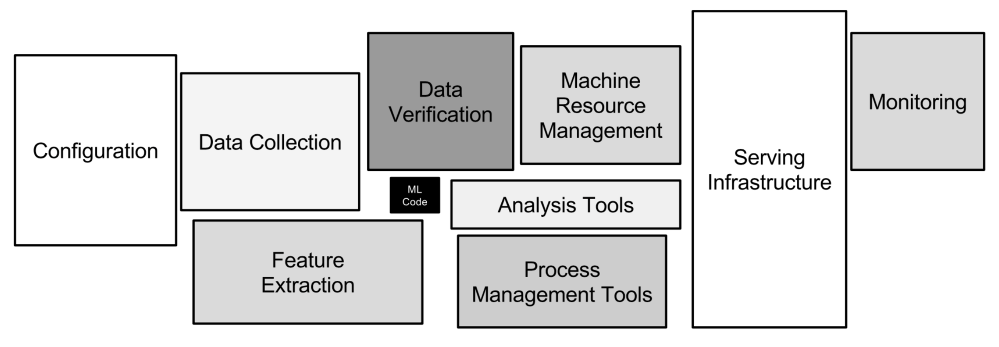 Configuration
Data Collection
Data
Verification
Machine
Resource
Management
Serving
Infrastructure
Monitoring
ML
Code
Analysis Tools
Feature
Extraction
Process
Management Tools